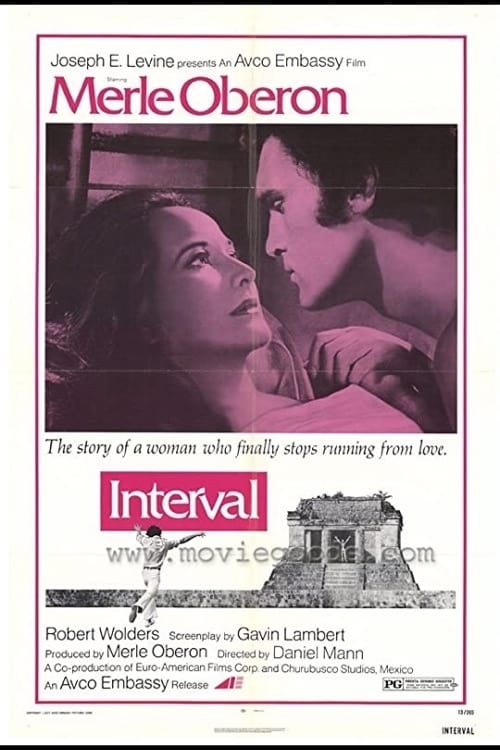 Joseph E. Levine presents An Avco Embassy Film
Starring
Merle Oberon
The story of a woman who finally stops running from love.
Interval
www.moviegoods.com
Robert Wolders Screenplay by Gavin Lambert
Produced by Merle Oberon Directed by Daniel Mann
A Co-production of Euro-American Films Corp. and Churubusco Studios, Mexico
An Avco Embassy Release
PG
INTERVAL